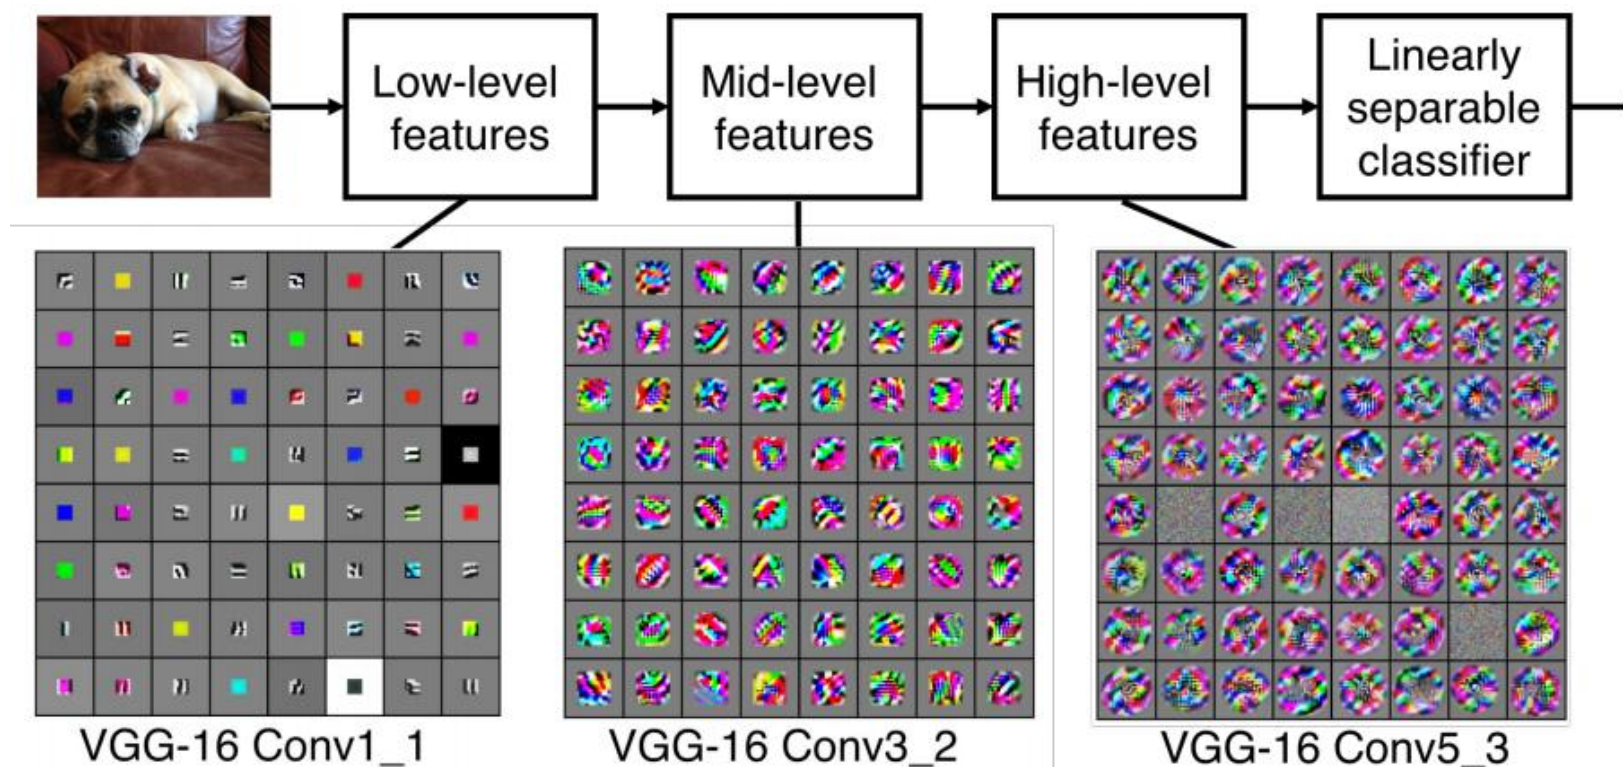 Low-level
features
Mid-level
features
High-level
features
Linearly
separable
classifier
VGG-16 Conv1_1
VGG-16 Conv3_2
VGG-16 Conv5_3